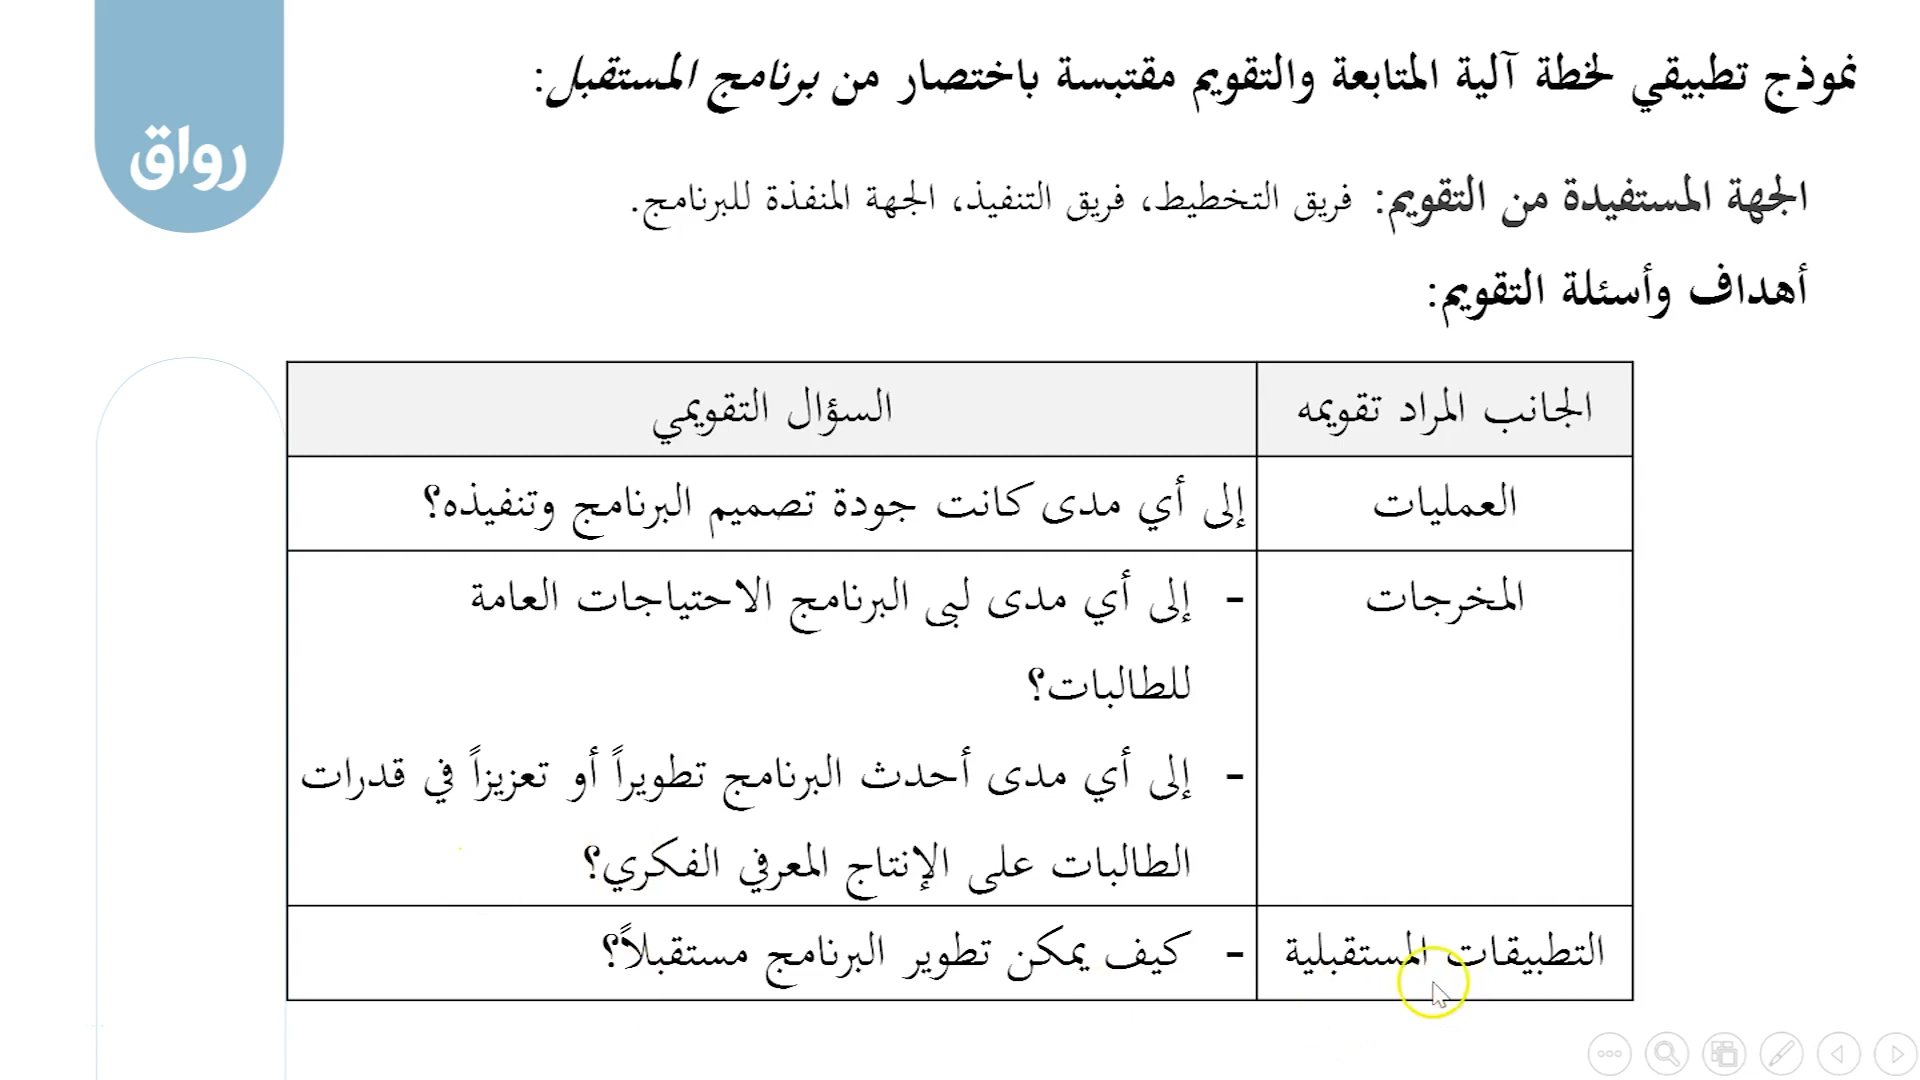 رواق
نموذج تطبيقي لخطة آلية المتابعة والتقويم مقتبسة باختصار من برنامج المستقبل:
الجهة المستفيدة من التقويم: فريق التخطيط، فريق التنفيذ، الجهة المنفذة للبرنامج.
أهداف وأسئلة التقويم:
الجانب المراد تقويمه
السؤال التقويمي
العمليات
إلى أي مدى كانت جودة تصميم البرنامج وتنفيذه؟
المخرجات
- إلى أي مدى لبى البرنامج الاحتياجات العامة
للطالبات؟
- إلى أي مدى أحدث البرنامج تطويراً أو تعزيزاً في قدرات
الطالبات على الإنتاج المعرفي الفكري؟
التطبيقات المستقبلية
- كيف يمكن تطوير البرنامج مستقبلاً؟